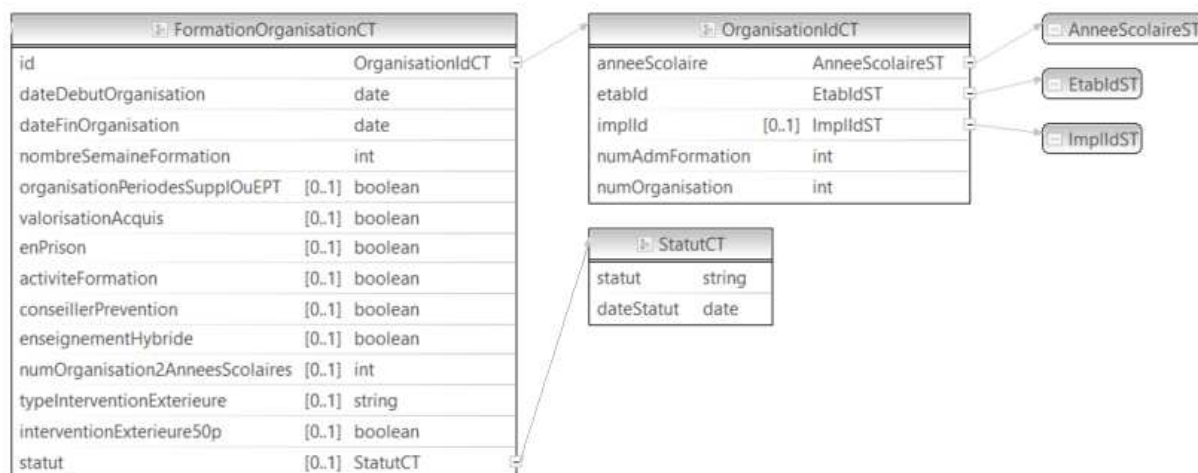 FormationOrganisationCT
id OrganisationIdCT
dateDebutOrganisation date
dateFinOrganisation date
nombreSemaineFormation int
organisationPeriodesSupplOuEPT [0..1] boolean
valorisationAcquis [0..1] boolean
enPrison [0..1] boolean
activiteFormation [0..1] boolean
conseillerPrevention [0..1] boolean
enseignementHybride [0..1] boolean
numOrganisation2AnneesScolaires [0..1] int
typeInterventionExterieure [0..1] string
interventionExterieure50p [0..1] boolean
statut [0..1] StatutCT
OrganisationIdCT
anneeScolaire AnneeScolaireST
etabId EtabIdST
implId [0..1] ImplIdST
numAdmFormation int
numOrganisation int
StatutCT
statut string
dateStatut date
AnneeScolaireST
EtabIdST
ImplIdST